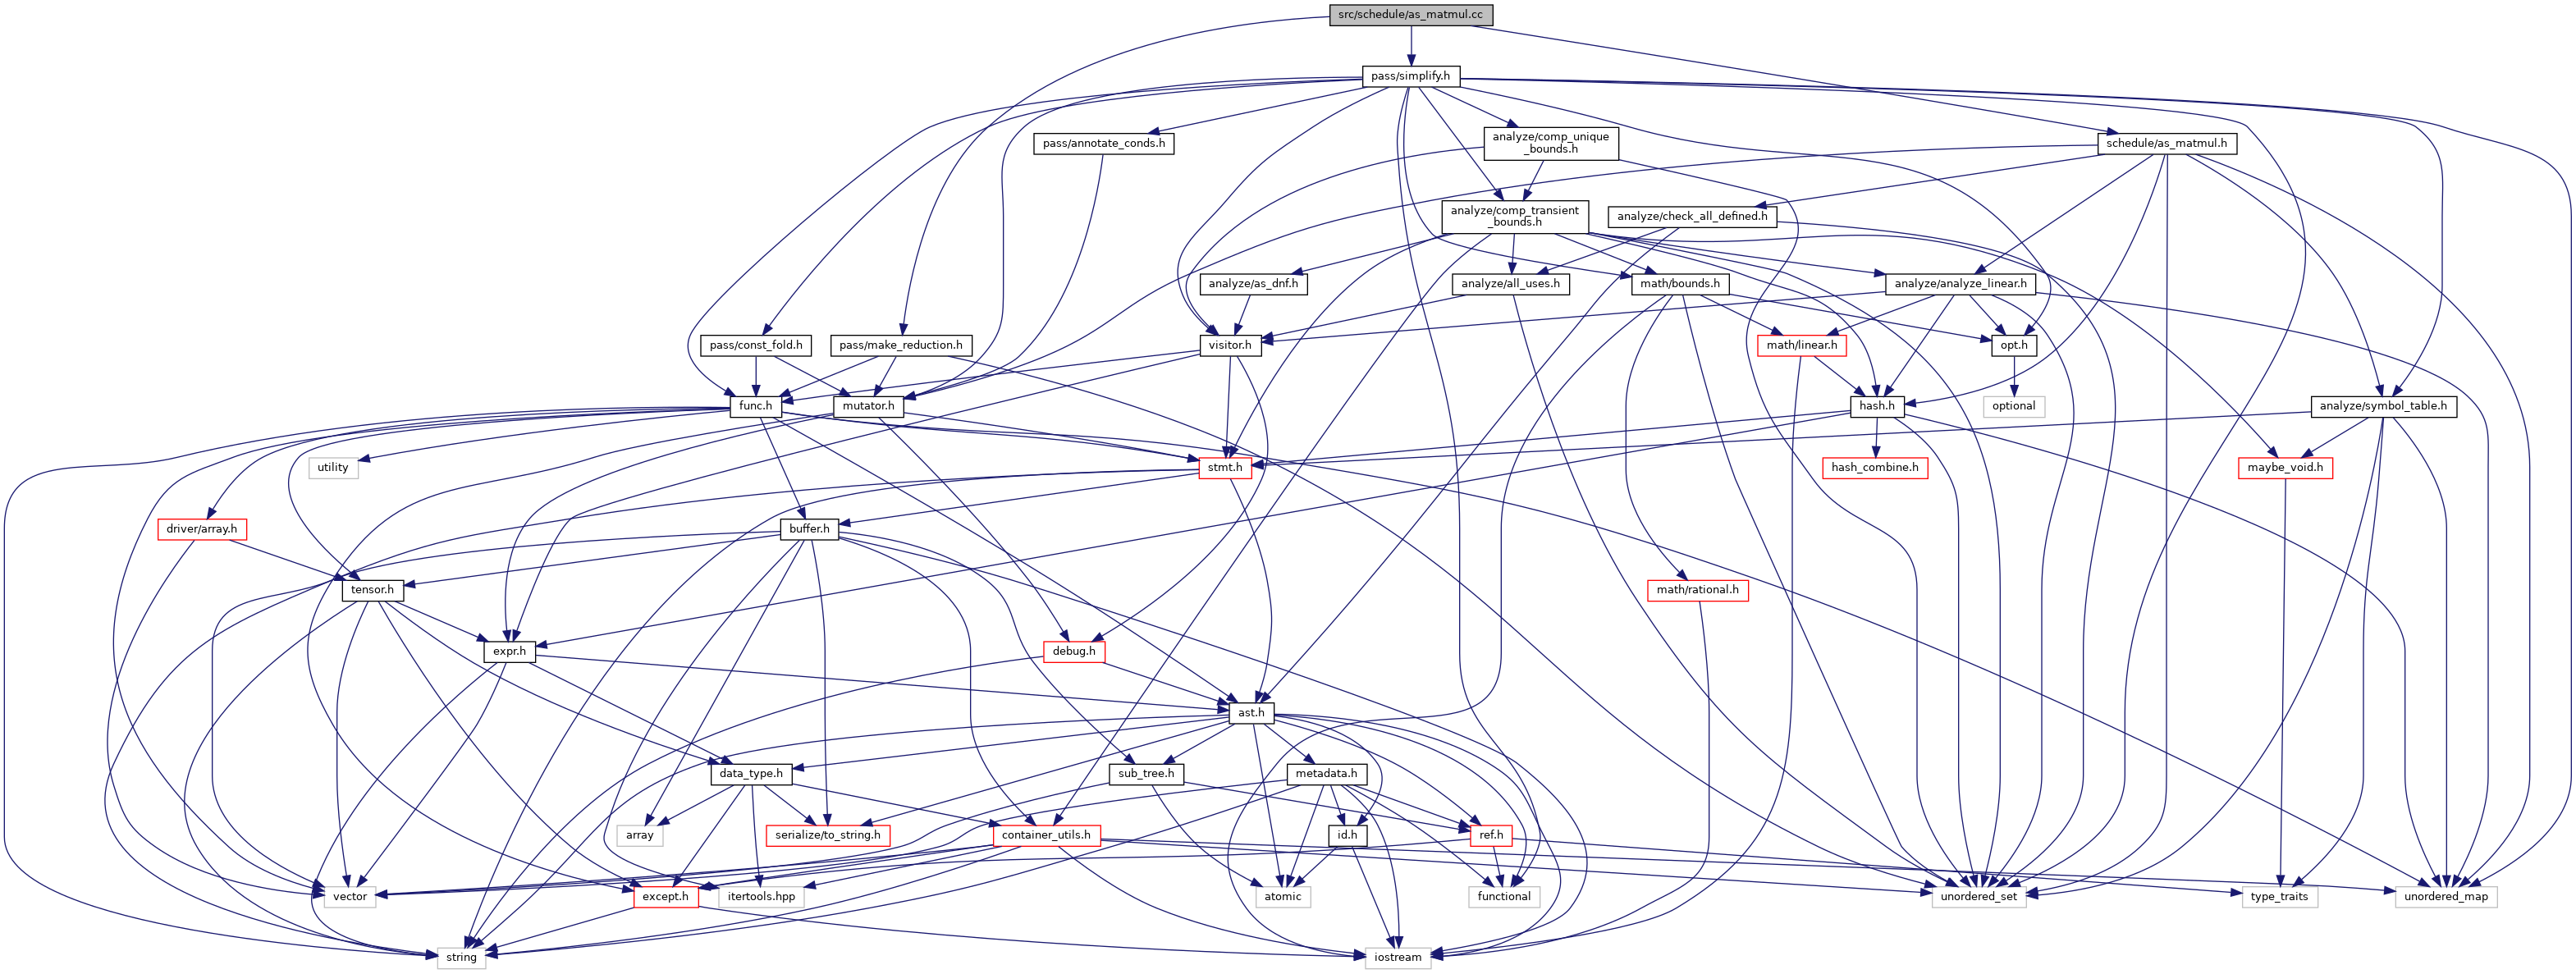 src/schedule/as_matmul.cc
pass/simplify.h
pass/annotate_conds.h
analyze/comp_unique
_bounds.h
schedule/as_matmul.h
analyze/comp_transient
_bounds.h
analyze/check_all_defined.h
analyze/as_dnf.h
analyze/all_uses.h
math/bounds.h
analyze/analyze_linear.h
pass/const_fold.h
pass/make_reduction.h
visitor.h
math/linear.h
opt.h
func.h
mutator.h
hash.h
optional
analyze/symbol_table.h
utility
stmt.h
hash_combine.h
maybe_void.h
driver/array.h
buffer.h
tensor.h
math/rational.h
expr.h
debug.h
ast.h
data_type.h
sub_tree.h
metadata.h
array
serialize/to_string.h
container_utils.h
id.h
ref.h
vector
except.h
itertools.hpp
atomic
functional
unordered_set
type_traits
unordered_map
string
iostream